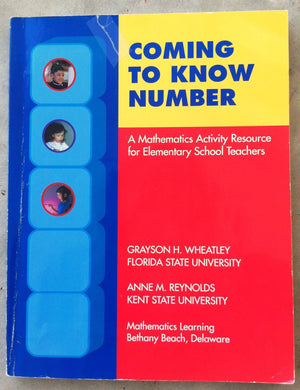 COMING
TO KNOW
NUMBER
A Mathematics Activity Resource
for Elementary School Teachers
GRAYSON H. WHEATLEY
FLORIDA STATE UNIVERSITY
ANNE M. REYNOLDS
KENT STATE UNIVERSITY
Mathematics Learning
Bethany Beach, Delaware